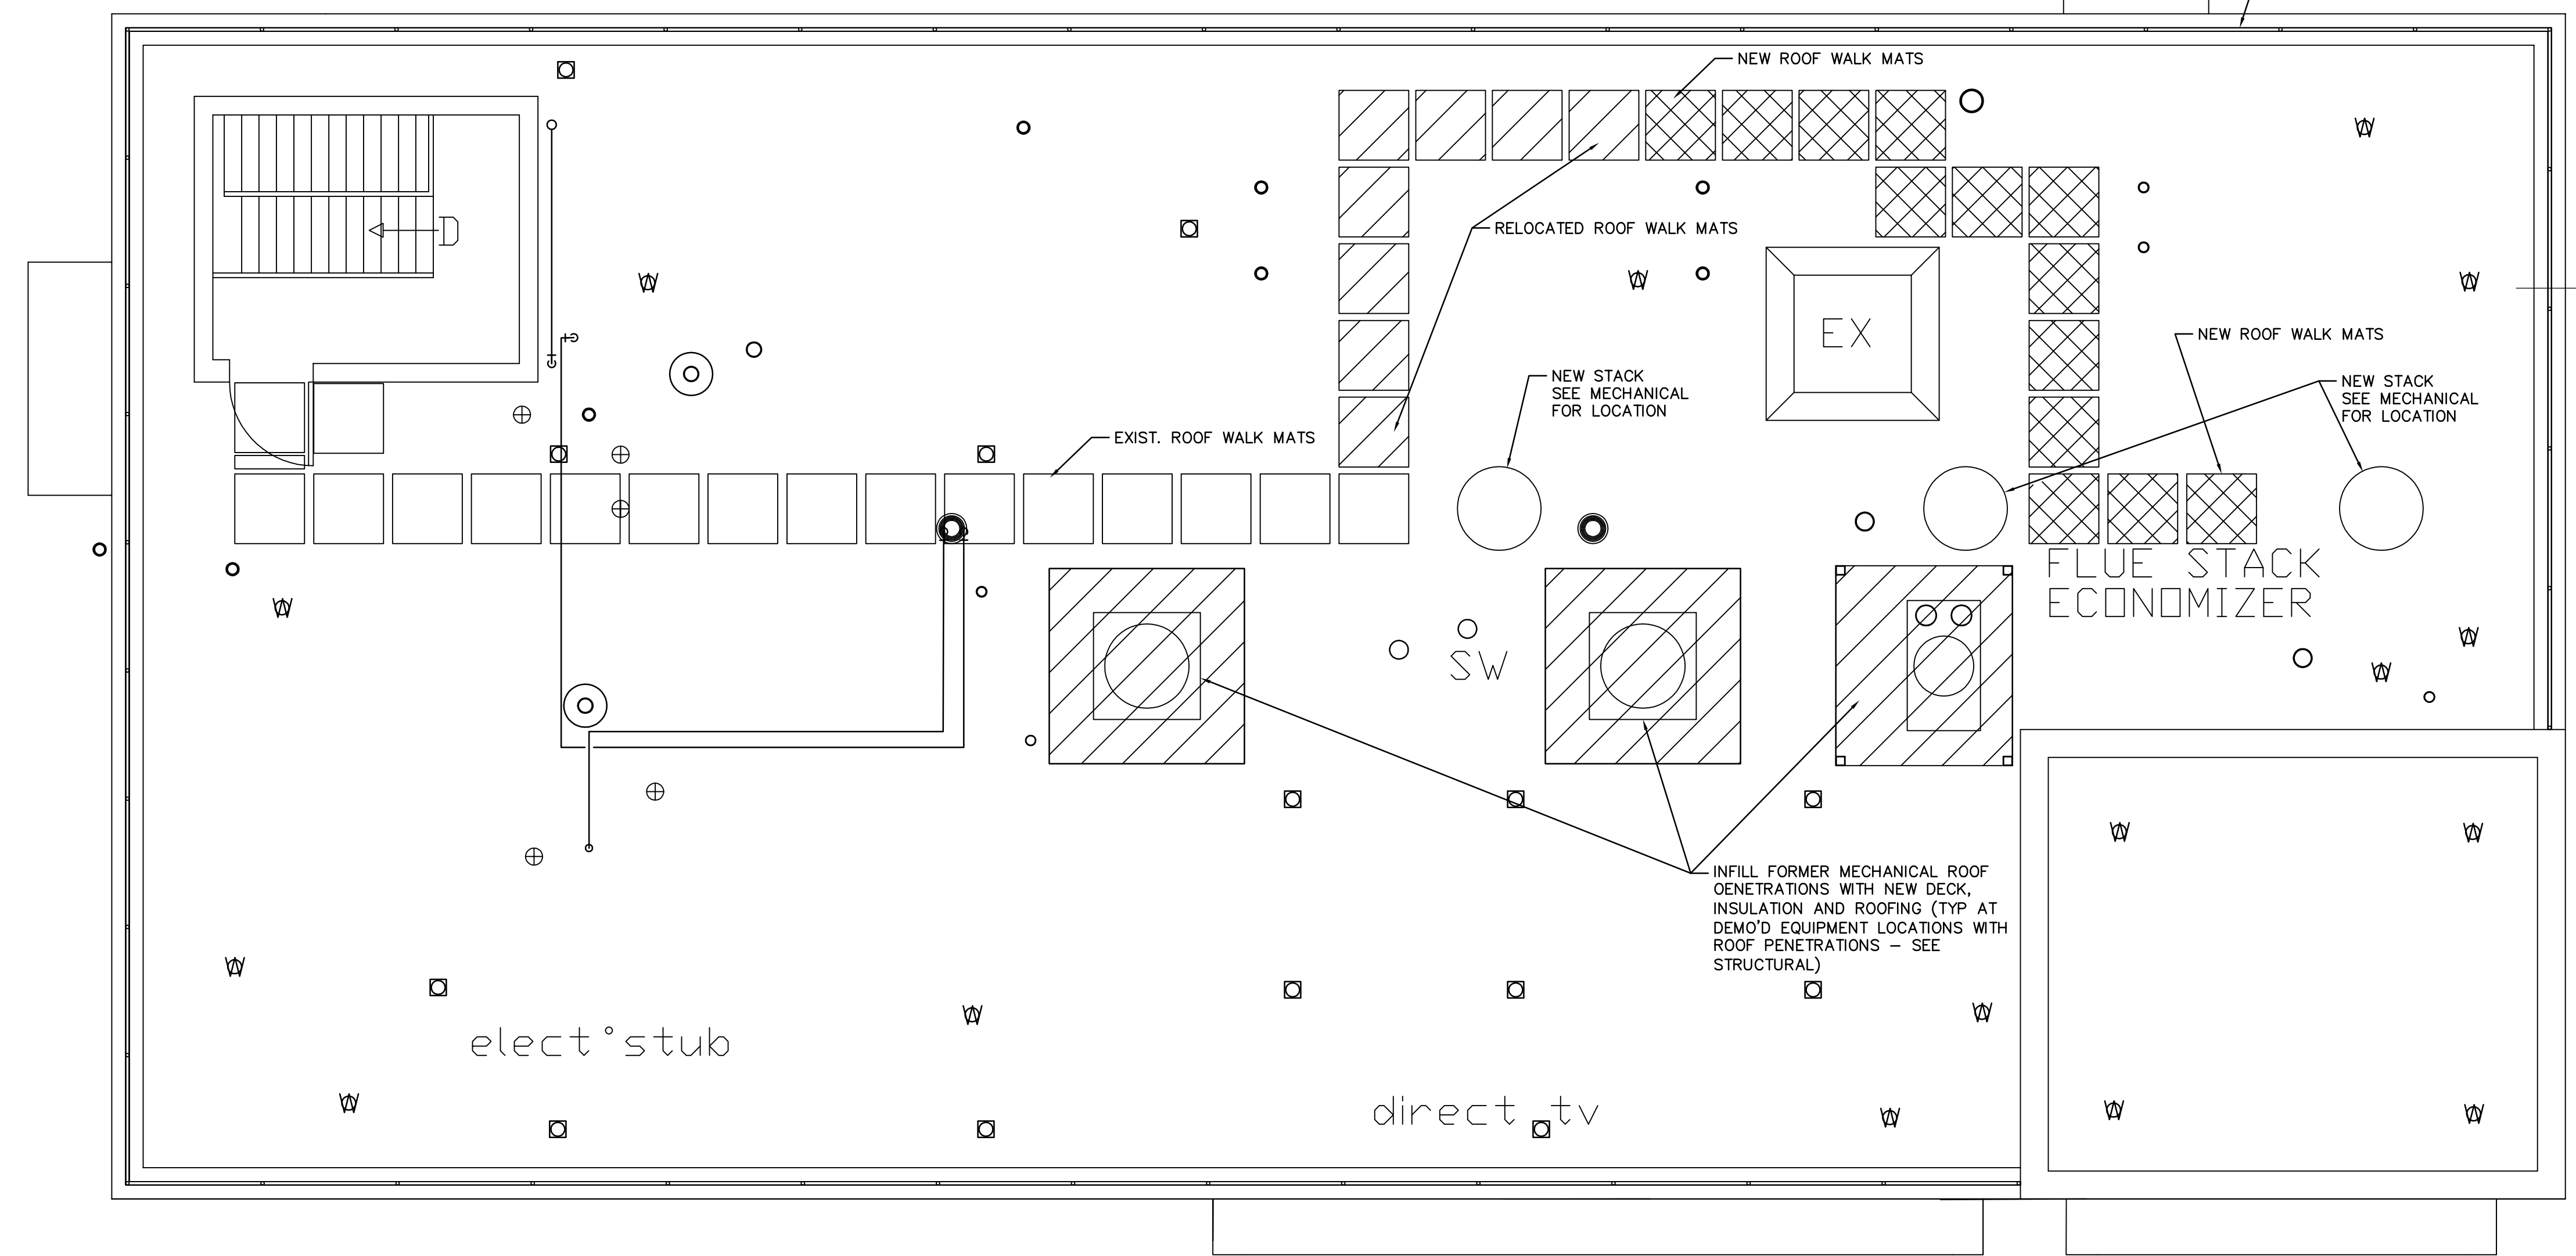 NEW ROOF WALK MATS
W
D
RELOCATED ROOF WALK MATS
W
W
W
EX
NEW ROOF WALK MATS
NEW STACK
SEE MECHANICAL
FOR LOCATION
NEW STACK
SEE MECHANICAL
FOR LOCATION
EXIST. ROOF WALK MATS
FLUE STACK
ECONOMIZER
W
SW
W
W
W
W
INFILL FORMER MECHANICAL ROOF
OENETRATIONS WITH NEW DECK,
INSULATION AND ROOFING (TYP AT
DEMO'D EQUIPMENT LOCATIONS WITH
ROOF PENETRATIONS – SEE
STRUCTURAL)
W
W
W
elect°stub
W
W
W
W
direct tv